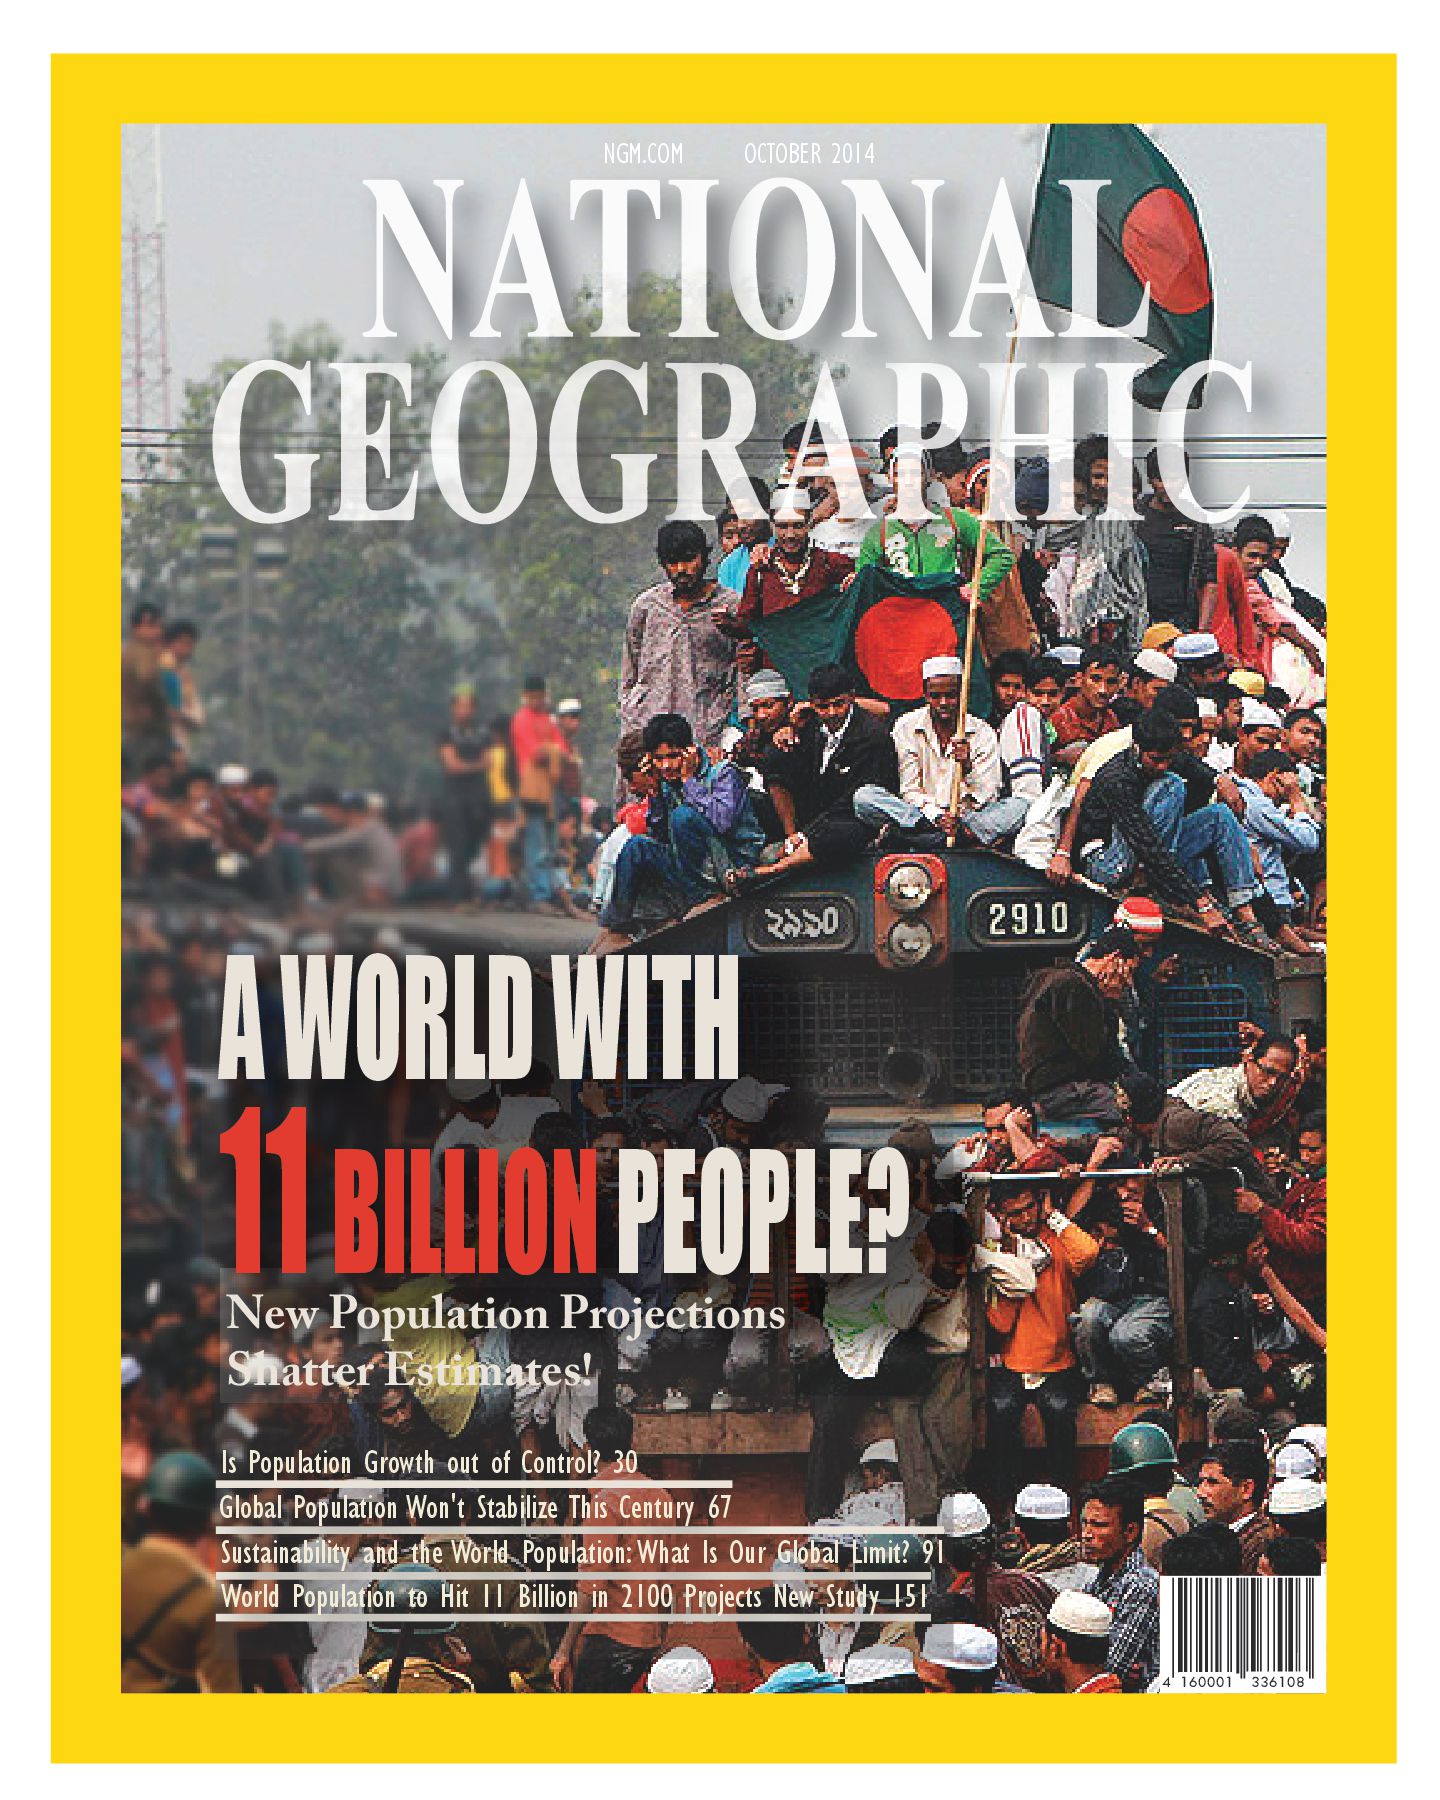 NGM.COM OCTOBER 2014
NATIONAL
GEOGRAPHIC
২৯১০ 2910
A WORLD WITH
11 BILLION PEOPLE?
New Population Projections
Shatter Estimates!
Is Population Growth out of Control? 30
Global Population Won't Stabilize This Century 67
Sustainability and the World Population: What Is Our Global Limit? 91
World Population to Hit 11 Billion in 2100 Projects New Study 151
4 160001 336108